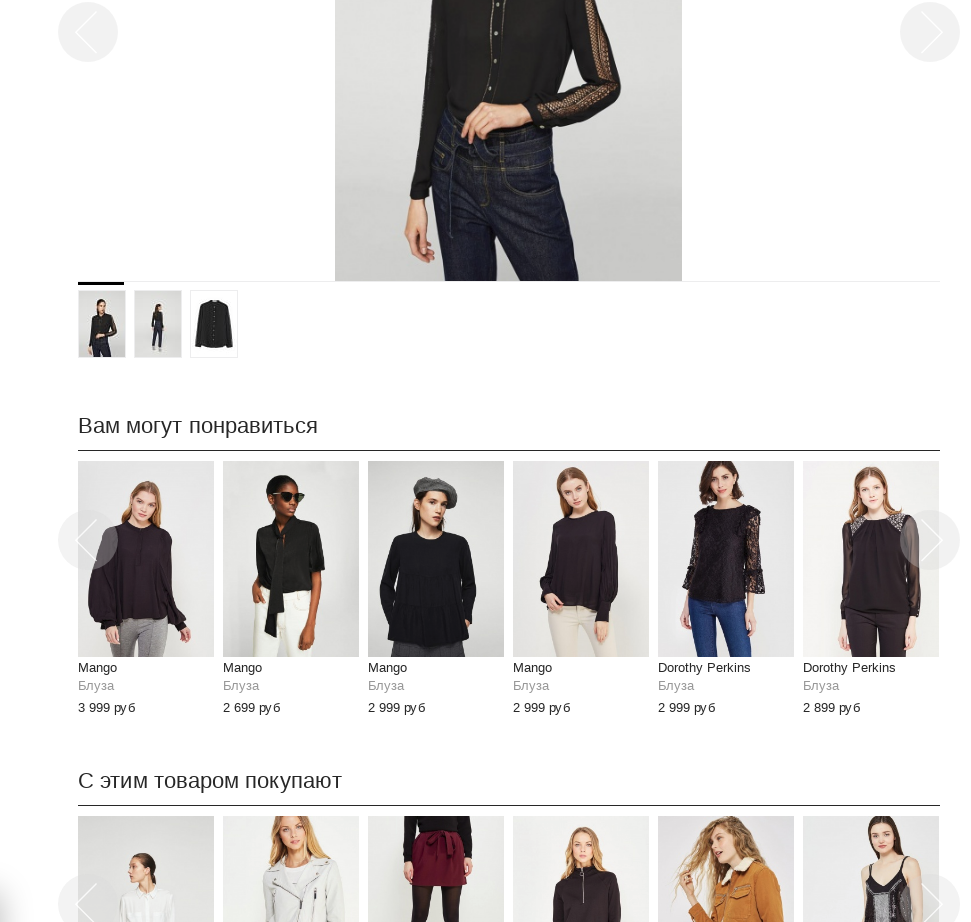 Вам могут понравиться
Mango
Блуза
3 999 руб
Mango
Блуза
2 699 руб
Mango
Блуза
2 999 руб
Mango
Блуза
2 999 руб
Dorothy Perkins
Блуза
2 999 руб
Dorothy Perkins
Блуза
2 899 руб
С этим товаром покупают